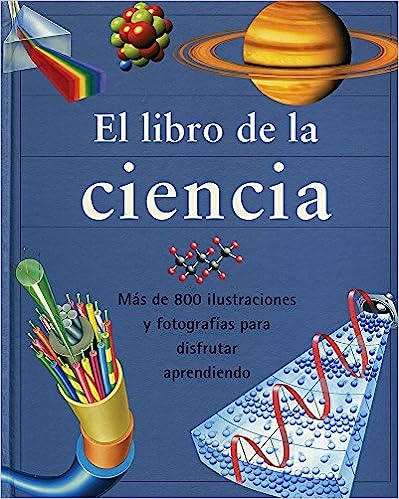 El libro de la
ciencia
Más de 800 ilustraciones
y fotografías para
disfrutar
aprendiendo